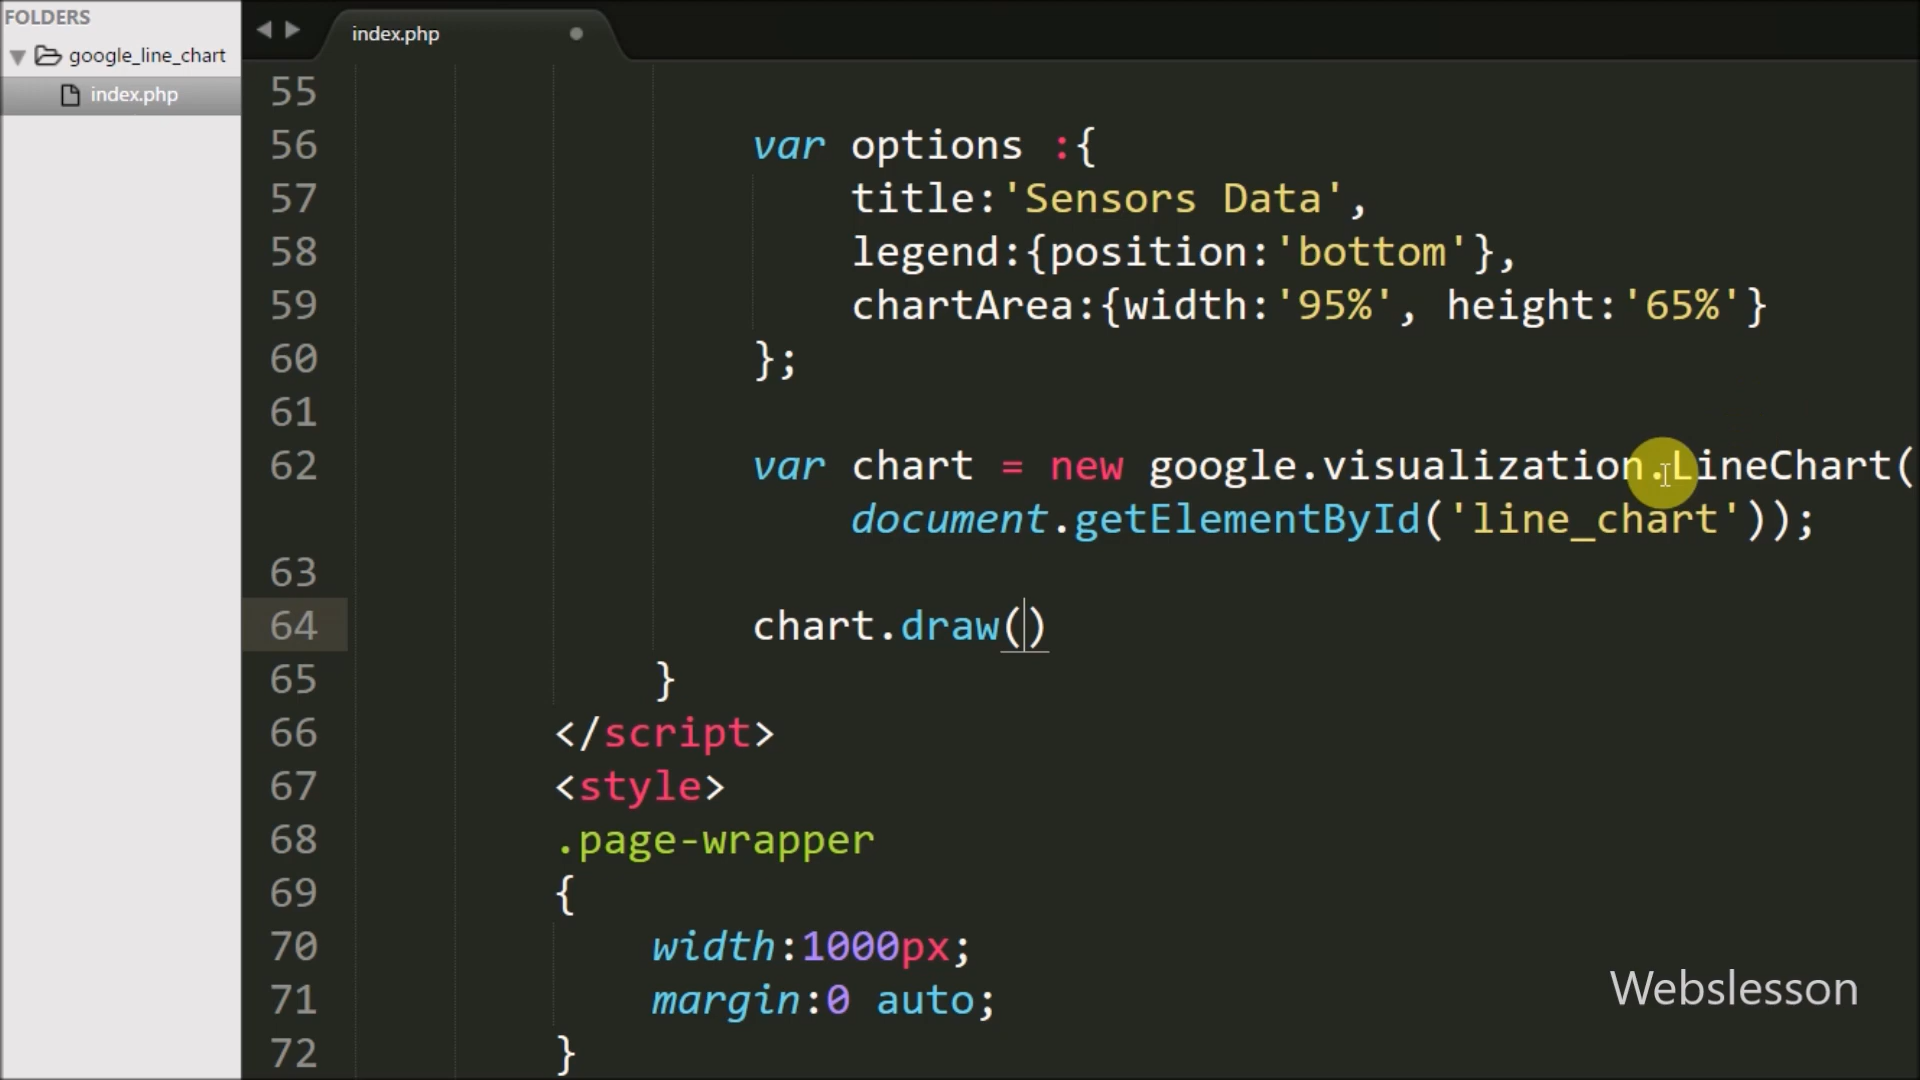 FOLDERS
google_line_chart
index.php
index.php
55
56 var options :{
57 title:'Sensors Data',
58 legend:{position:'bottom'},
59 chartArea:{width:'95%', height:'65%'}
60 };
61
62 var chart = new google.visualization.LineChart(
document.getElementById('line_chart'));
63
64 chart.draw()
65 }
66 </script>
67 <style>
68 .page-wrapper
69 {
70 width:1000px;
71 margin:0 auto;
72 }
Webslesson